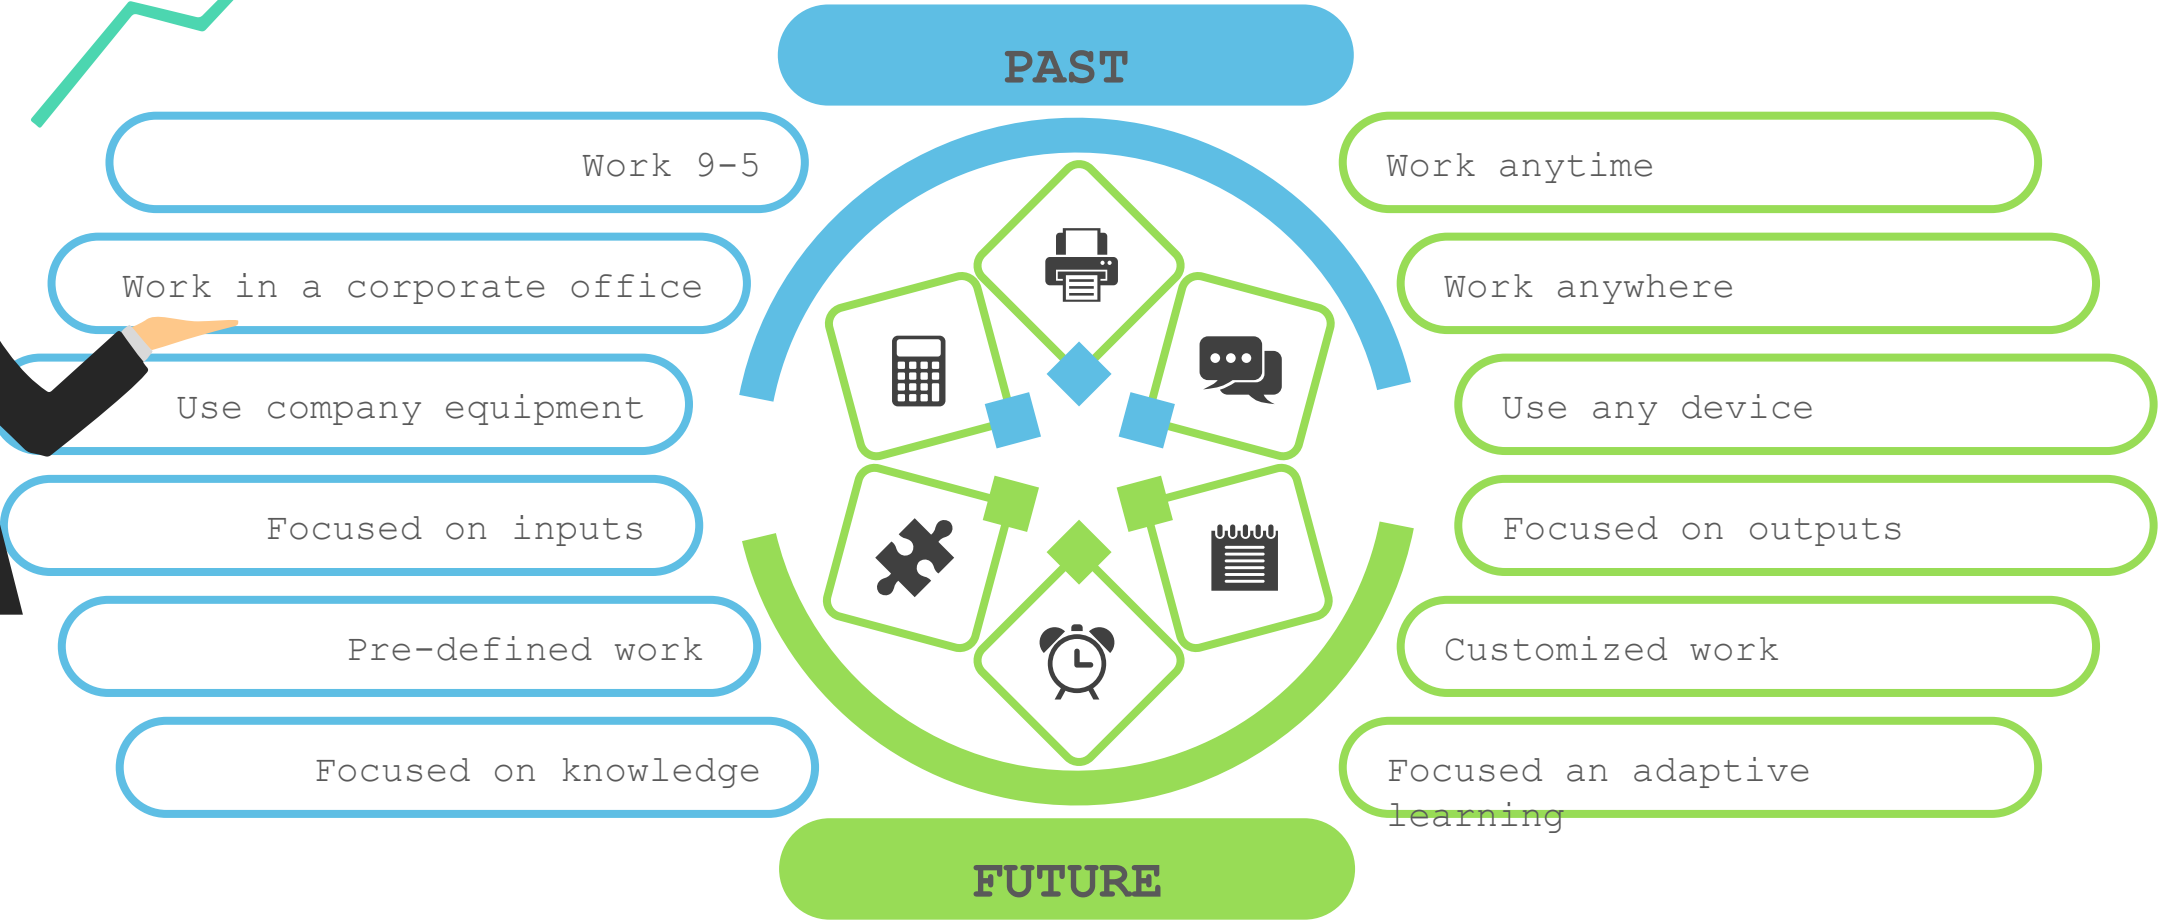 PAST
Work 9-5
Work in a corporate office
Use company equipment
Focused on inputs
Pre-defined work
Focused on knowledge
Work anytime
Work anywhere
Use any device
Focused on outputs
Customized work
Focused an adaptive
learning
FUTURE